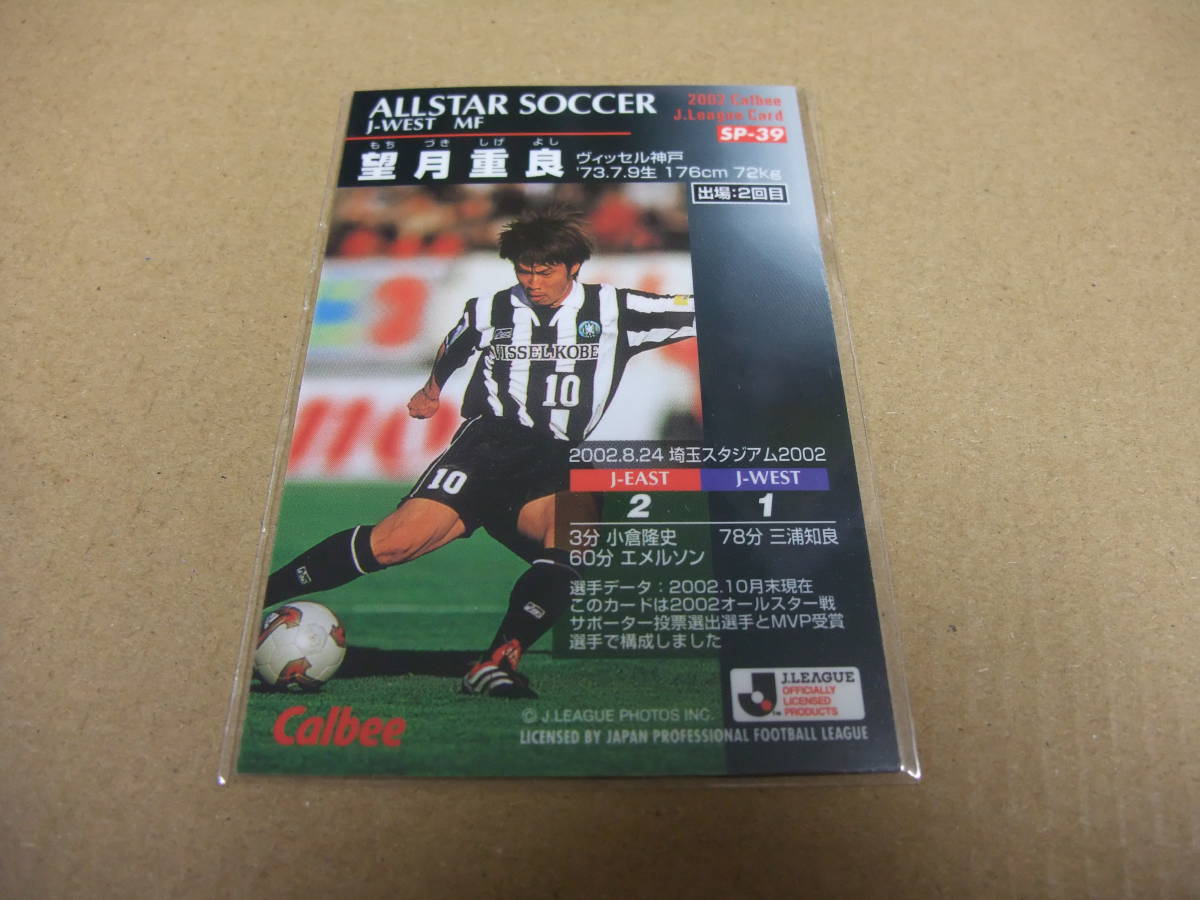 ALLSTAR SOCCER
J-WEST MF
2002 Calbee
J.League Card
SP-39
もち づき しげ よし
望月重良
ヴィッセル神戸
'73.7.9生 176cm 72kg
出場:2回目
VISSEL KOBE
10
10
2002.8.24 埼玉スタジアム2002
J-EAST J-WEST
2 1
3分 小倉隆史 78分 三浦知良
60分 エメルソン
選手データ:2002.10月末現在
このカードは2002オールスター戦
サポーター投票選出選手とMVP受賞
選手で構成しました
J.LEAGUE
OFFICIALLY
LICENSED
PRODUCTS
TM
Calbee
© J.LEAGUE PHOTOS INC.
LICENSED BY JAPAN PROFESSIONAL FOOTBALL LEAGUE